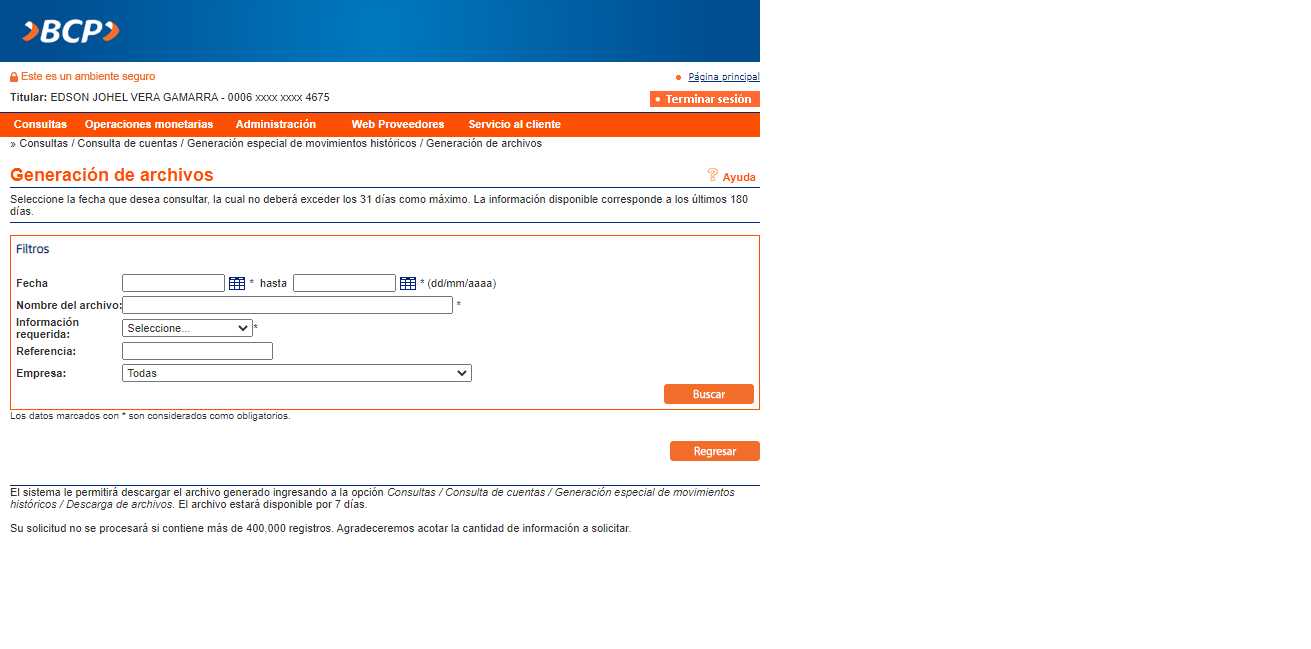 BCP
Este es un ambiente seguro
Página principal
Titular: EDSON JOHEL VERA GAMARRA - 0006 xxxx xxxx 4675
Terminar sesión
Consultas Operaciones monetarias Administración Web Proveedores Servicio al cliente
» Consultas / Consulta de cuentas / Generación especial de movimientos históricos / Generación de archivos
Generación de archivos
? Ayuda
Seleccione la fecha que desea consultar, la cual no deberá exceder los 31 días como máximo. La información disponible corresponde a los últimos 180
días.
Filtros
Fecha * hasta * (dd/mm/aaaa)
Nombre del archivo: *
Información
requerida: Seleccione... *
Referencia:
Empresa: Todas
Buscar
Los datos marcados con * son considerados como obligatorios.
Regresar
El sistema le permitirá descargar el archivo generado ingresando a la opción Consultas / Consulta de cuentas / Generación especial de movimientos
históricos / Descarga de archivos. El archivo estará disponible por 7 días.
Su solicitud no se procesará si contiene más de 400,000 registros. Agradeceremos acotar la cantidad de información a solicitar.